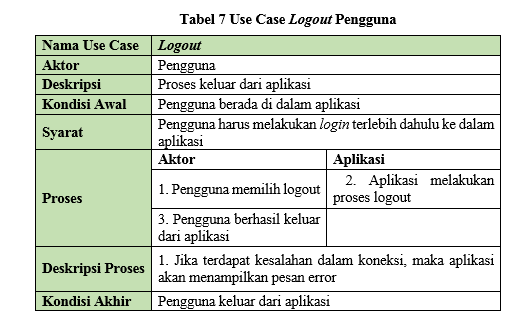 Tabel 7 Use Case Logout Pengguna
Nama Use Case Logout
Aktor Pengguna
Deskripsi Proses keluar dari aplikasi
Kondisi Awal Pengguna berada di dalam aplikasi
Syarat Pengguna harus melakukan login terlebih dahulu ke dalam
aplikasi
Proses
Aktor Aplikasi
1. Pengguna memilih logout
2. Aplikasi melakukan
proses logout
3. Pengguna berhasil keluar
dari aplikasi
Deskripsi Proses 1. Jika terdapat kesalahan dalam koneksi, maka aplikasi
akan menampilkan pesan error
Kondisi Akhir Pengguna keluar dari aplikasi